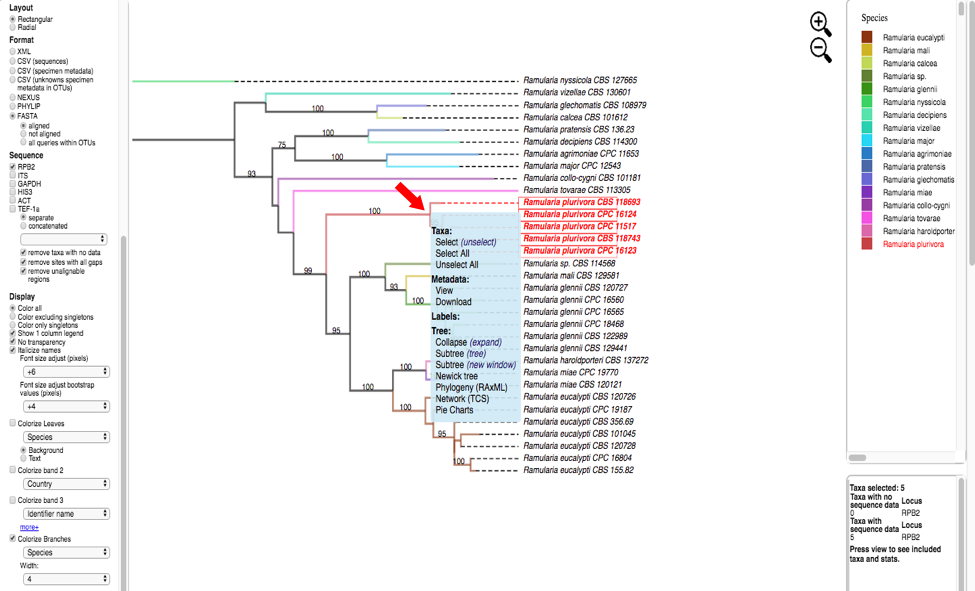 Layout
Rectangular
Radial
Format
XML
CSV (sequences)
CSV (specimen metadata)
CSV (unknowns specimen
metadata in OTUs)
NEXUS
PHYLIP
FASTA
aligned
not aligned
all queries within OTUs
Sequence
RPB2
ITS
GAPDH
HIS3
ACT
TEF-1a
separate
concatenated
remove taxa with no data
remove sites with all gaps
remove unalignable
regions
Display
Color all
Color excluding singletons
Color only singletons
Show 1 column legend
No transparency
Italicize names
Font size adjust (pixels)
+6
Font size adjust bootstrap
values (pixels)
+4
Colorize Leaves
Species
Background
Text
Colorize band 2
Country
Colorize band 3
Identifier name
more+
Colorize Branches
Species
Width:
4
Ramularia nyssicola CBS 127665
Ramularia vizellae CBS 130601
100
Ramularia glechomatis CBS 108979
Ramularia calcea CBS 101612
100
Ramularia pratensis CBS 136.23
Ramularia decipiens CBS 114300
75
100
Ramularia agrimoniae CPC 11653
Ramularia major CPC 12543
93
Ramularia collo-cygni CBS 101181
Ramularia tovarae CBS 113305
100
Ramularia plurivora CBS 118693
Ramularia plurivora CPC 16124
Ramularia plurivora CPC 11517
Ramularia plurivora CBS 118743
Ramularia plurivora CPC 16123
99
Ramularia sp. CBS 114568
100
Ramularia mali CBS 129581
93
Ramularia glennii CBS 120727
100
Ramularia glennii CPC 16560
Ramularia glennii CPC 16565
Ramularia glennii CPC 18468
95
Ramularia glennii CBS 122989
Ramularia glennii CBS 129441
Ramularia haroldporteri CBS 137272
100
Ramularia miae CPC 19770
100
Ramularia miae CBS 120121
Ramularia eucalypti CBS 120726
100
Ramularia eucalypti CPC 19187
Ramularia eucalypti CBS 356.69
95
Ramularia eucalypti CBS 101045
Ramularia eucalypti CBS 120728
100
Ramularia eucalypti CPC 16804
Ramularia eucalypti CBS 155.82
Taxa:
Select (unselect)
Select All
Unselect All
Metadata:
View
Download
Labels:
Tree:
Collapse (expand)
Subtree (tree)
Subtree (new window)
Newick tree
Phylogeny (RAxML)
Network (TCS)
Pie Charts
Species
Ramularia eucalypti
Ramularia mali
Ramularia calcea
Ramularia sp.
Ramularia glennii
Ramularia nyssicola
Ramularia decipiens
Ramularia vizellae
Ramularia major
Ramularia agrimoniae
Ramularia pratensis
Ramularia glechomatis
Ramularia miae
Ramularia collo-cygni
Ramularia tovarae
Ramularia haroldporter
Ramularia plurivora
Taxa selected: 5
Taxa with no
sequence data
Locus
0
RPB2
Taxa with
sequence data
Locus
5
RPB2
Press view to see included
taxa and stats.